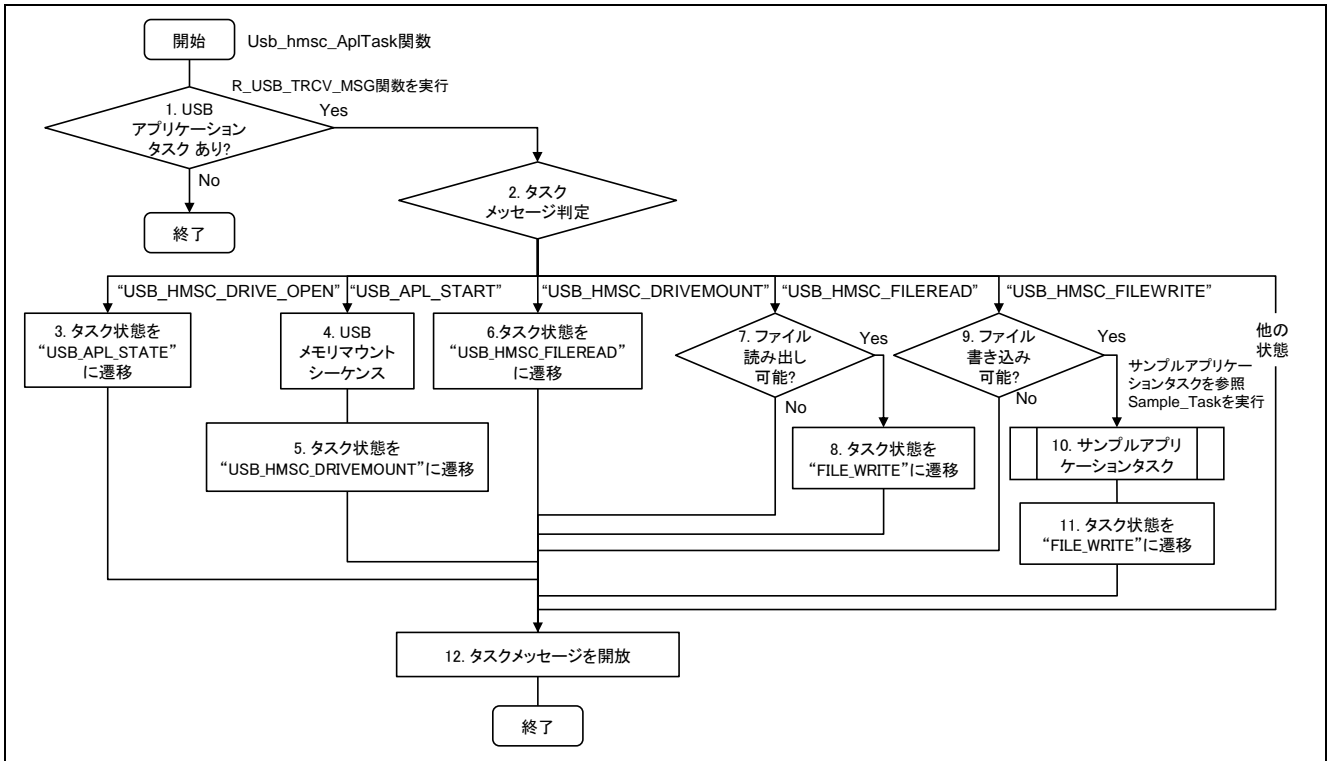 開始
Usb_hmsc_AplTask関数
R_USB_TRCV_MSG関数を実行
1. USB
アプリケーション
タスク あり?
Yes
No
終了
2. タスク
メッセージ判定
“USB_HMSC_DRIVE_OPEN”
“USB_APL_START”
“USB_HMSC_DRIVEMOUNT”
“USB_HMSC_FILEREAD”
“USB_HMSC_FILEWRITE”
他の
状態
3. タスク状態を
“USB_APL_STATE”
に遷移
4. USB
メモリマウント
シーケンス
5. タスク状態を
“USB_HMSC_DRIVEMOUNT”に遷移
6.タスク状態を
“USB_HMSC_FILEREAD”
に遷移
7. ファイル
読み出し
可能?
Yes
No
8. タスク状態を
“FILE_WRITE”に遷移
9. ファイル
書き込み
可能?
Yes
No
サンプルアプリケー
ションタスクを参照
Sample_Taskを実行
10. サンプルアプリ
ケーションタスク
11. タスク状態を
“FILE_WRITE”に遷移
12. タスクメッセージを開放
終了